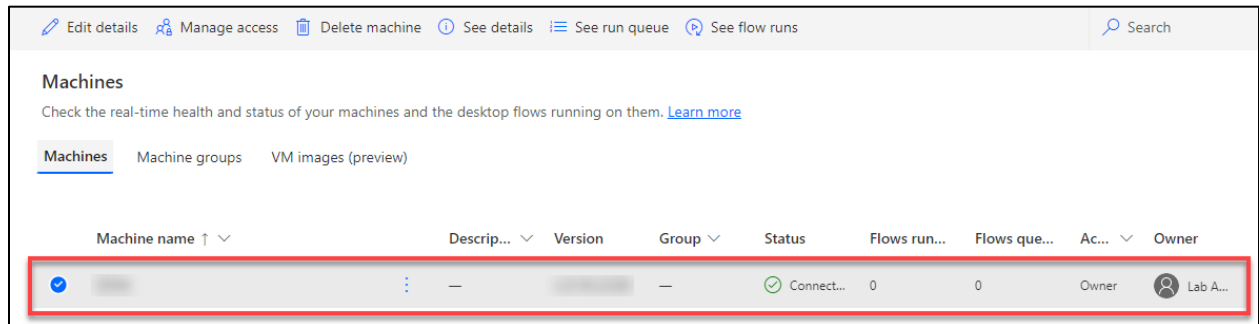 Edit details Manage access Delete machine See details See run queue See flow runs Search
Machines
Check the real-time health and status of your machines and the desktop flows running on them. Learn more
Machines Machine groups VM images (preview)
Machine name ↑ Descrip... Version Group Status Flows run... Flows que... Ac... Owner
— — Connect... 0 0 Owner Lab A...